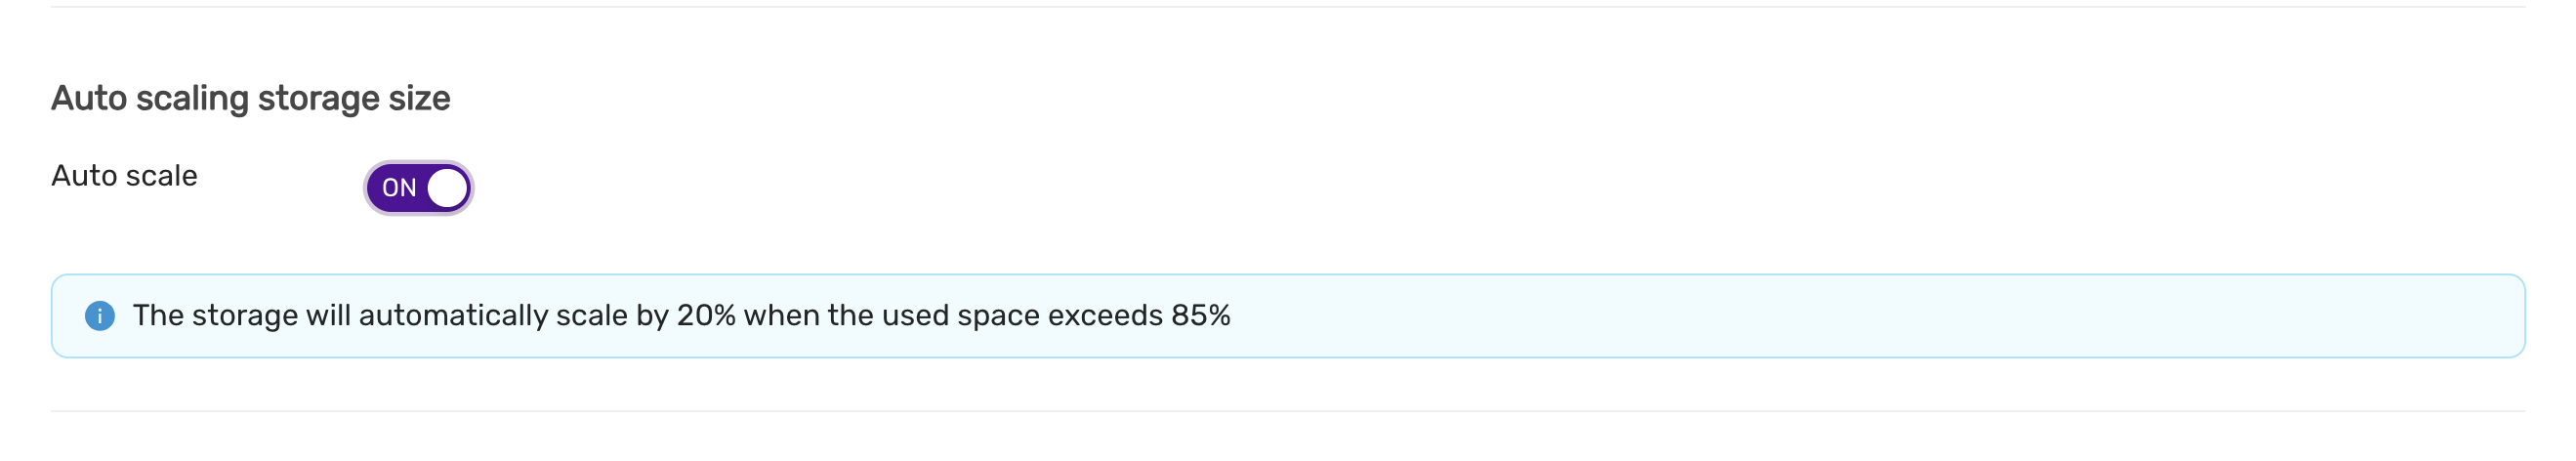 Auto scaling storage size
Auto scale
ON
The storage will automatically scale by 20% when the used space exceeds 85%